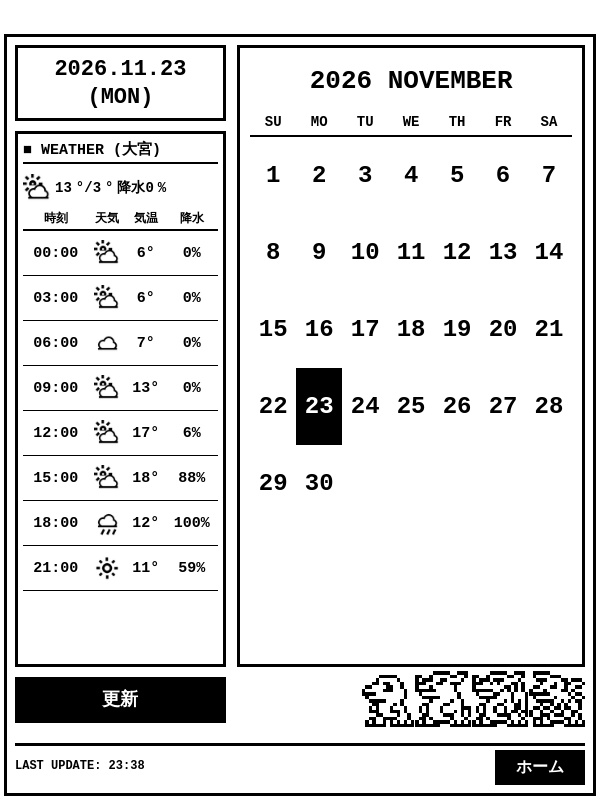 2026.11.23
(MON)
■ WEATHER (大宮)
13°/3° 降水0%
時刻 天気 気温 降水
00:00 6° 0%
03:00 6° 0%
06:00 7° 0%
09:00 13° 0%
12:00 17° 6%
15:00 18° 88%
18:00 12° 100%
21:00 11° 59%
2026 NOVEMBER
SU MO TU WE TH FR SA
1 2 3 4 5 6 7
8 9 10 11 12 13 14
15 16 17 18 19 20 21
22 23 24 25 26 27 28
29 30
更新
LAST UPDATE: 23:38
ホーム